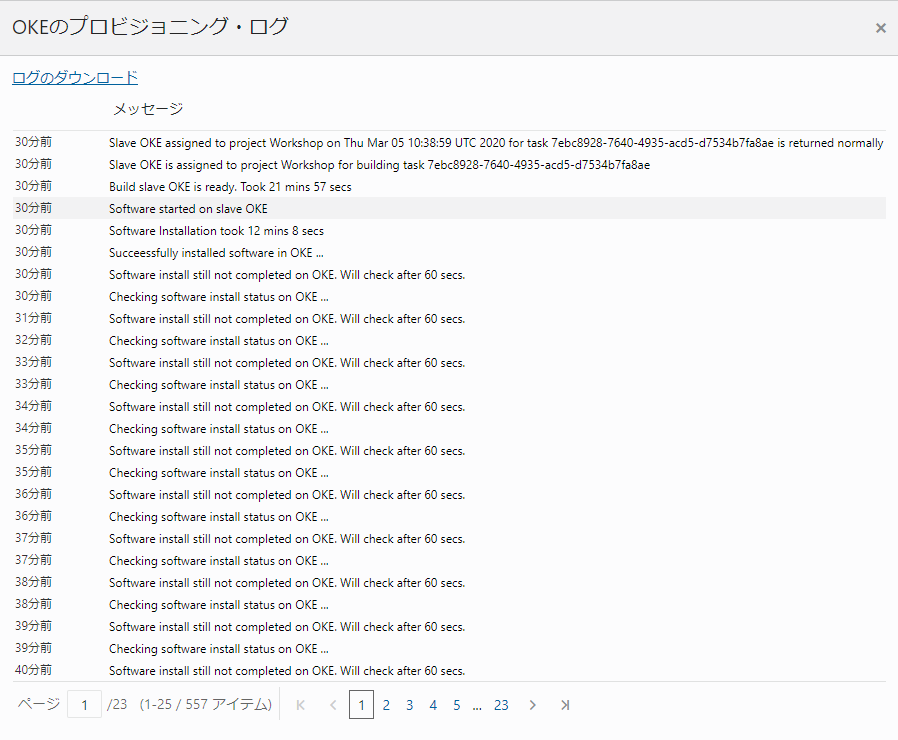 OKEのプロビジョニング・ログ ×
ログのダウンロード
メッセージ
30分前 Slave OKE assigned to project Workshop on Thu Mar 05 10:38:59 UTC 2020 for task 7ebc8928-7640-4935-acd5-d7534b7fa8ae is returned normally
30分前 Slave OKE is assigned to project Workshop for building task 7ebc8928-7640-4935-acd5-d7534b7fa8ae
30分前 Build slave OKE is ready. Took 21 mins 57 secs
30分前 Software started on slave OKE
30分前 Software Installation took 12 mins 8 secs
30分前 Succeessfully installed software in OKE ...
30分前 Software install still not completed on OKE. Will check after 60 secs.
30分前 Checking software install status on OKE ...
31分前 Software install still not completed on OKE. Will check after 60 secs.
32分前 Checking software install status on OKE ...
33分前 Software install still not completed on OKE. Will check after 60 secs.
33分前 Checking software install status on OKE ...
34分前 Software install still not completed on OKE. Will check after 60 secs.
34分前 Checking software install status on OKE ...
35分前 Software install still not completed on OKE. Will check after 60 secs.
35分前 Checking software install status on OKE ...
36分前 Software install still not completed on OKE. Will check after 60 secs.
36分前 Checking software install status on OKE ...
37分前 Software install still not completed on OKE. Will check after 60 secs.
37分前 Checking software install status on OKE ...
38分前 Software install still not completed on OKE. Will check after 60 secs.
38分前 Checking software install status on OKE ...
39分前 Software install still not completed on OKE. Will check after 60 secs.
39分前 Checking software install status on OKE ...
40分前 Software install still not completed on OKE. Will check after 60 secs.
ページ 1 /23 (1-25 / 557 アイテム) 1 2 3 4 5 ... 23